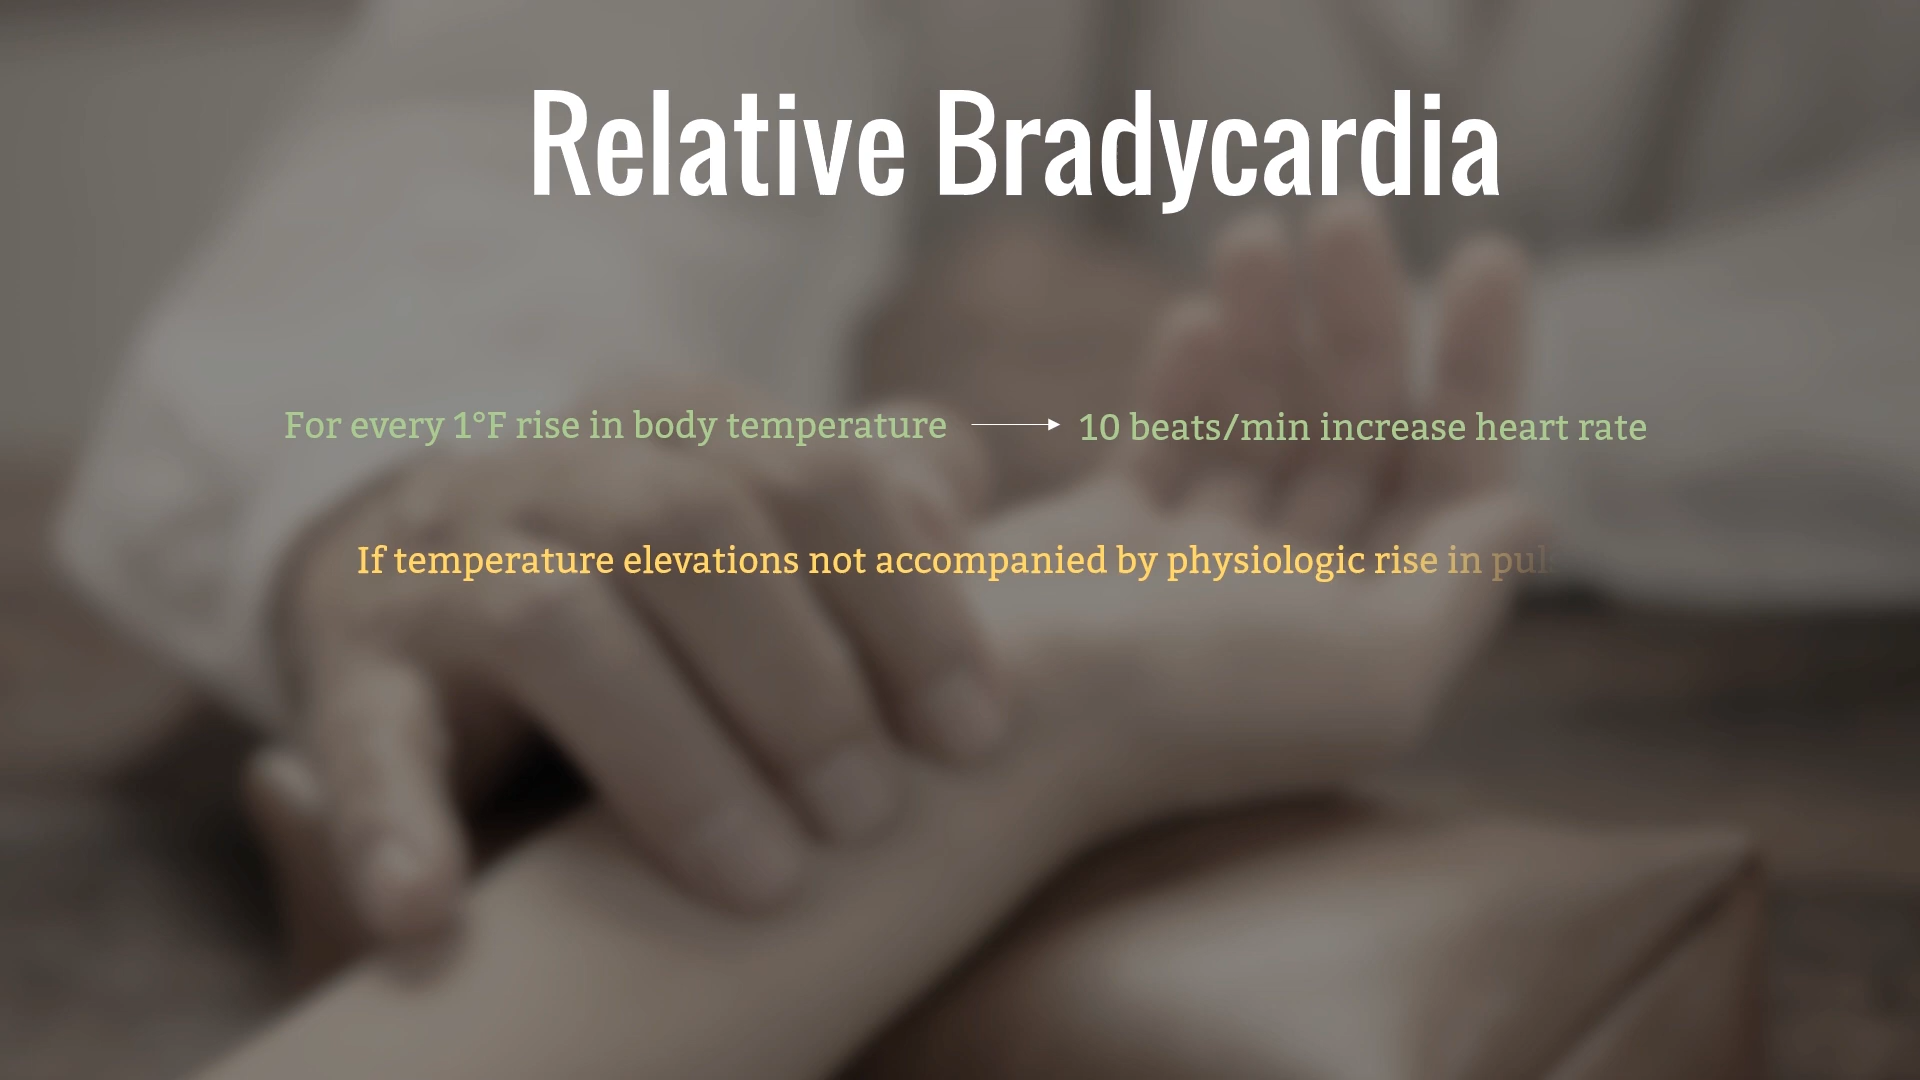 Relative Bradycardia
For every 1°F rise in body temperature → 10 beats/min increase heart rate
If temperature elevations not accompanied by physiologic rise in